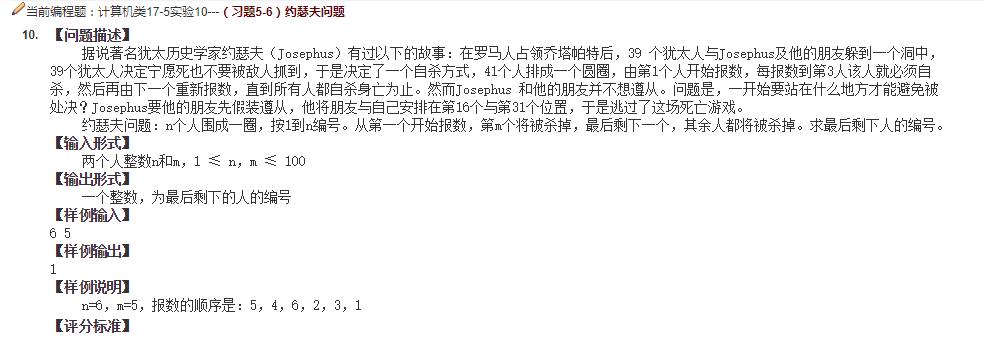 当前编程题：计算机类17-5实验10---（习题5-6）约瑟夫问题
10. 【问题描述】
据说著名犹太历史学家约瑟夫（Josephus）有过以下的故事：在罗马人占领乔塔帕特后，39 个犹太人与Josephus及他的朋友躲到一个洞中，
39个犹太人决定宁愿死也不要被敌人抓到，于是决定了一个自杀方式，41个人排成一个圆圈，由第1个人开始报数，每报数到第3人该人就必须自
杀，然后再由下一个重新报数，直到所有人都自杀身亡为止。然而Josephus 和他的朋友并不想遵从。问题是，一开始要站在什么地方才能避免被
处决？Josephus要他的朋友先假装遵从，他将朋友与自己安排在第16个与第31个位置，于是逃过了这场死亡游戏。
约瑟夫问题：n个人围成一圈，按1到n编号。从第一个开始报数，第m个将被杀掉，最后剩下一个，其余人都将被杀掉。求最后剩下人的编号。
【输入形式】
两个人整数n和m，1 ≤ n，m ≤ 100
【输出形式】
一个整数，为最后剩下的人的编号
【样例输入】
6 5
【样例输出】
1
【样例说明】
n=6，m=5，报数的顺序是：5，4，6，2，3，1
【评分标准】